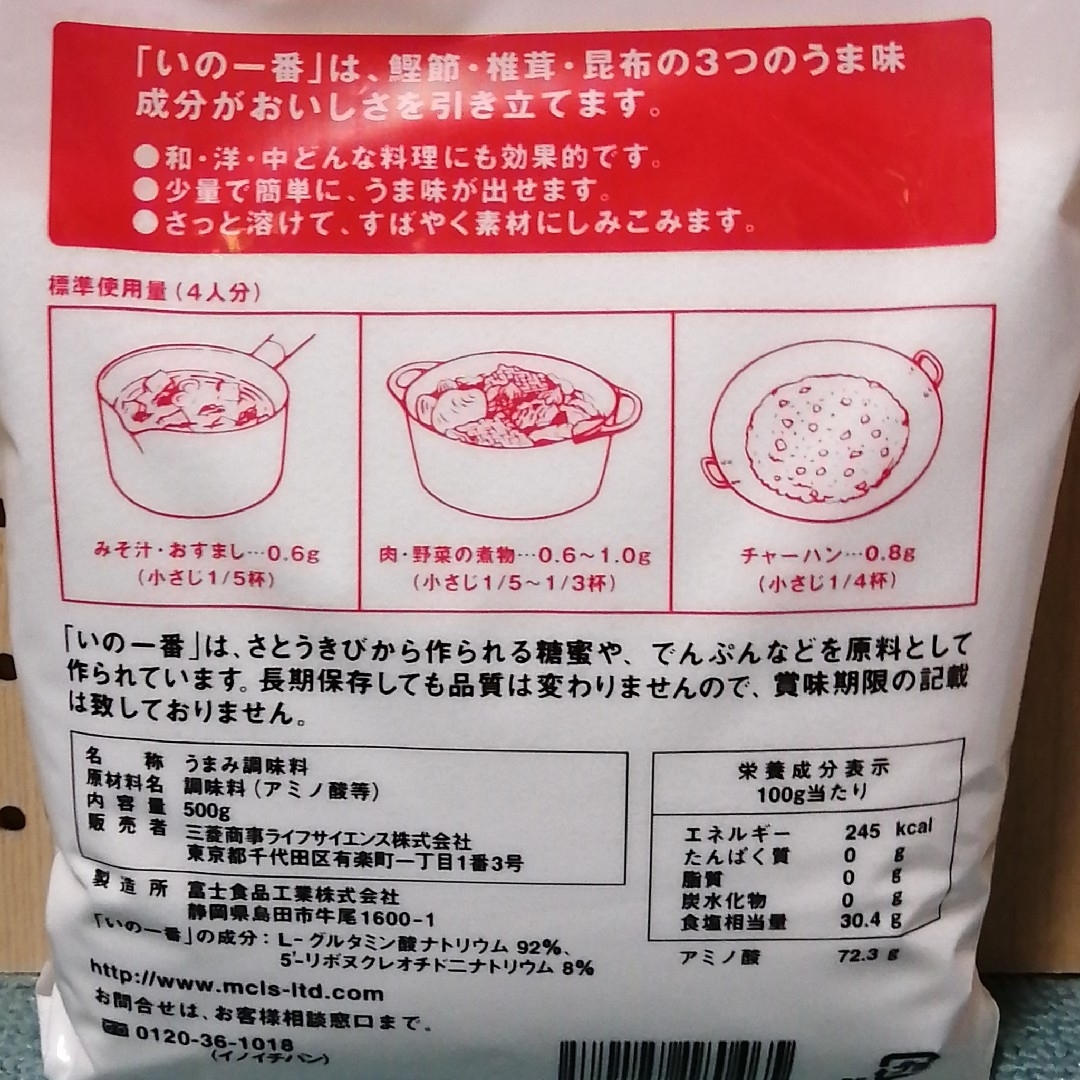 「いの一番」は、鰹節・椎茸・昆布の3つのうま味
成分がおいしさを引き立てます。
●和・洋・中どんな料理にも効果的です。
●少量で簡単に、うま味が出せます。
●さっと溶けて、すばやく素材にしみこみます。
標準使用量(4人分)
みそ汁・おすまし…0.6g
(小さじ1/5杯)
肉・野菜の煮物…0.6〜1.0g
(小さじ1/5〜1/3杯)
チャーハン…0.8g
(小さじ1/4杯)
「いの一番」は、さとうきびから作られる糖蜜や、でんぷんなどを原料として
作られています。長期保存しても品質は変わりませんので、賞味期限の記載
は致しておりません。
名称 うまみ調味料
原材料名 調味料(アミノ酸等)
内容量 500g
販売者 三菱商事ライフサイエンス株式会社
東京都千代田区有楽町一丁目1番3号
製造所 富士食品工業株式会社
静岡県島田市牛尾1600-1
「いの一番」の成分:L-グルタミン酸ナトリウム 92%、
5'-リボヌクレオチド二ナトリウム 8%
http://www.mcls-ltd.com
お問合せは、お客様相談窓口まで。
0120-36-1018
(イノイチバン)
栄養成分表示
100g当たり
エネルギー 245 kcal
たんぱく質 0 g
脂質 0 g
炭水化物 0 g
食塩相当量 30.4 g
アミノ酸 72.3 g